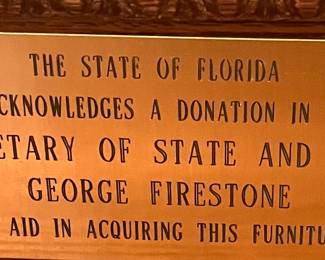 THE STATE OF FLORIDA
CKNOWLEDGES A DONATION IN
ETARY OF STATE AND
GEORGE FIRESTONE
AID IN ACQUIRING THIS FURNITU